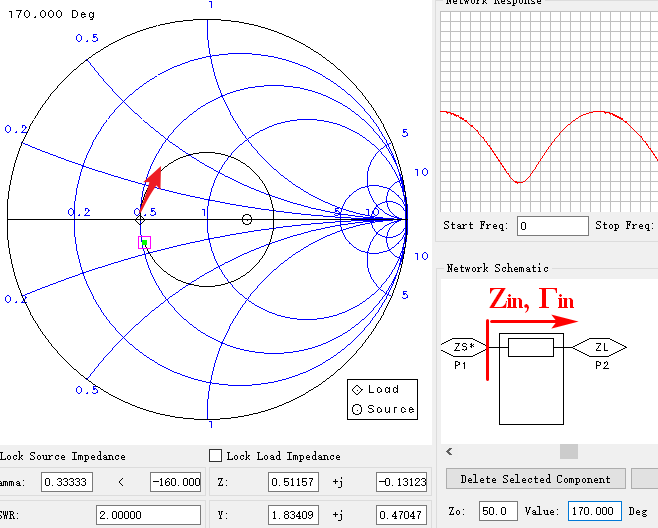 170.000 Deg
1
0.5
0.2
5
10
0.2 0.5 1 5 10
10
5
0.2
0.5
1
Load
Source
Network Response
Start Freq: 0 Stop Freq:
Network Schematic
Zin, Γin
ZS* ZL
P1 P2
Lock Source Impedance
Lock Load Impedance
amma: 0.33333 < -160.000
Z: 0.51157 +j -0.13123
SWR: 2.00000
Y: 1.83409 +j 0.47047
Delete Selected Component
Zo: 50.0 Value: 170.000 Deg